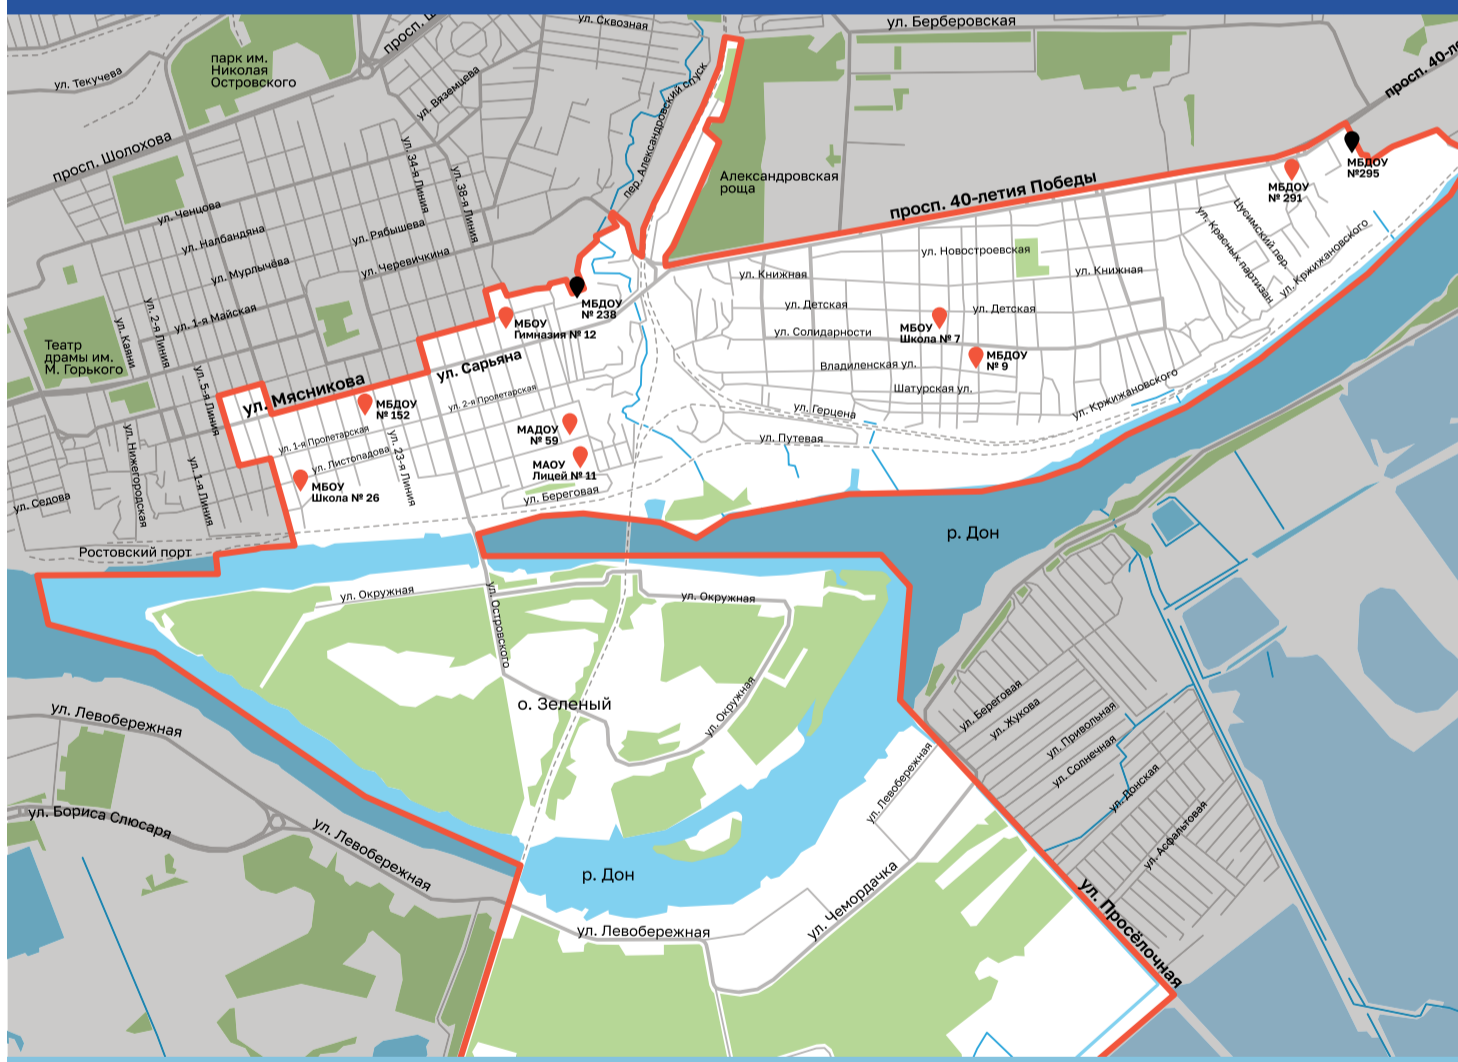 ул. Сквозная
ул. Берберовская
просп. Ш
парк им.
Николая
Островского
ул. Текучева
ул. Вяземцева
пер. Александровский спуск
просп. 40-ле
просп. Шолохова
ул. 34-я Линия
ул. 38-я Линия
Александровская
роща
просп. 40-летия Победы
МБДОУ
№295
МБДОУ
№ 291
ул. Ченцова
ул. Налбандяна
ул. Рябышева
ул. Мурлычёва
ул. Черевичкина
Цусимский пер.
ул. Красных партизан
ул. Кржижановского
ул. Новостроевская
ул. Книжная
ул. Книжная
ул. 2-я Линия
ул. 1-я Майская
ул. Каяни
МБДОУ
№ 238
ул. Детская
ул. Детская
МБОУ
Гимназия № 12
ул. Солидарности
МБОУ
Школа № 7
Театр
драмы им.
М. Горького
ул. Сарьяна
Владиленская ул.
МБДОУ
№ 9
ул. 5-я Линия
ул. Мясникова
Шатурская ул.
ул. 2-я Пролетарская
ул. Кржижановского
МБДОУ
№ 152
ул. Герцена
МАДОУ
№ 59
ул. 1-я Пролетарская
ул. Путевая
ул. 23-я Линия
ул. Листопадова
МАОУ
Лицей № 11
ул. Нижегородская
ул. 1-я Линия
МБОУ
Школа № 26
ул. Береговая
ул. Седова
р. Дон
Ростовский порт
ул. Окружная
ул. Окружная
ул. Островского
о. Зеленый
ул. Окружная
ул. Береговая
ул. Жукова
ул. Привольная
ул. Солнечная
ул. Левобережная
ул. Левобережная
ул. Донская
ул. Асфальтовая
ул. Бориса Слюсаря
ул. Левобережная
р. Дон
ул. Чемордачка
ул. Просёлочная
ул. Левобережная